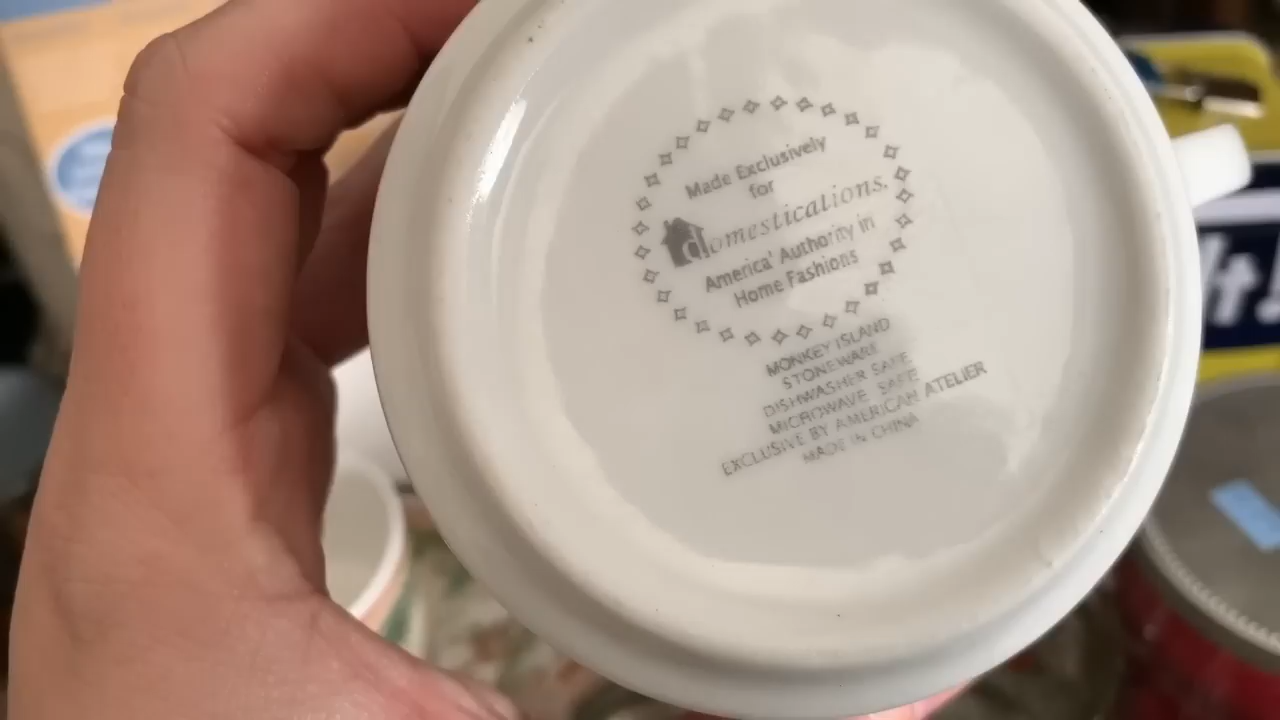 Made Exclusively
for
domestications.
America' Authority in
Home Fashions
MONKEY ISLAND
STONEWARE
DISHWASHER SAFE
MICROWAVE SAFE
EXCLUSIVE BY AMERICAN ATELIER
MADE IN CHINA